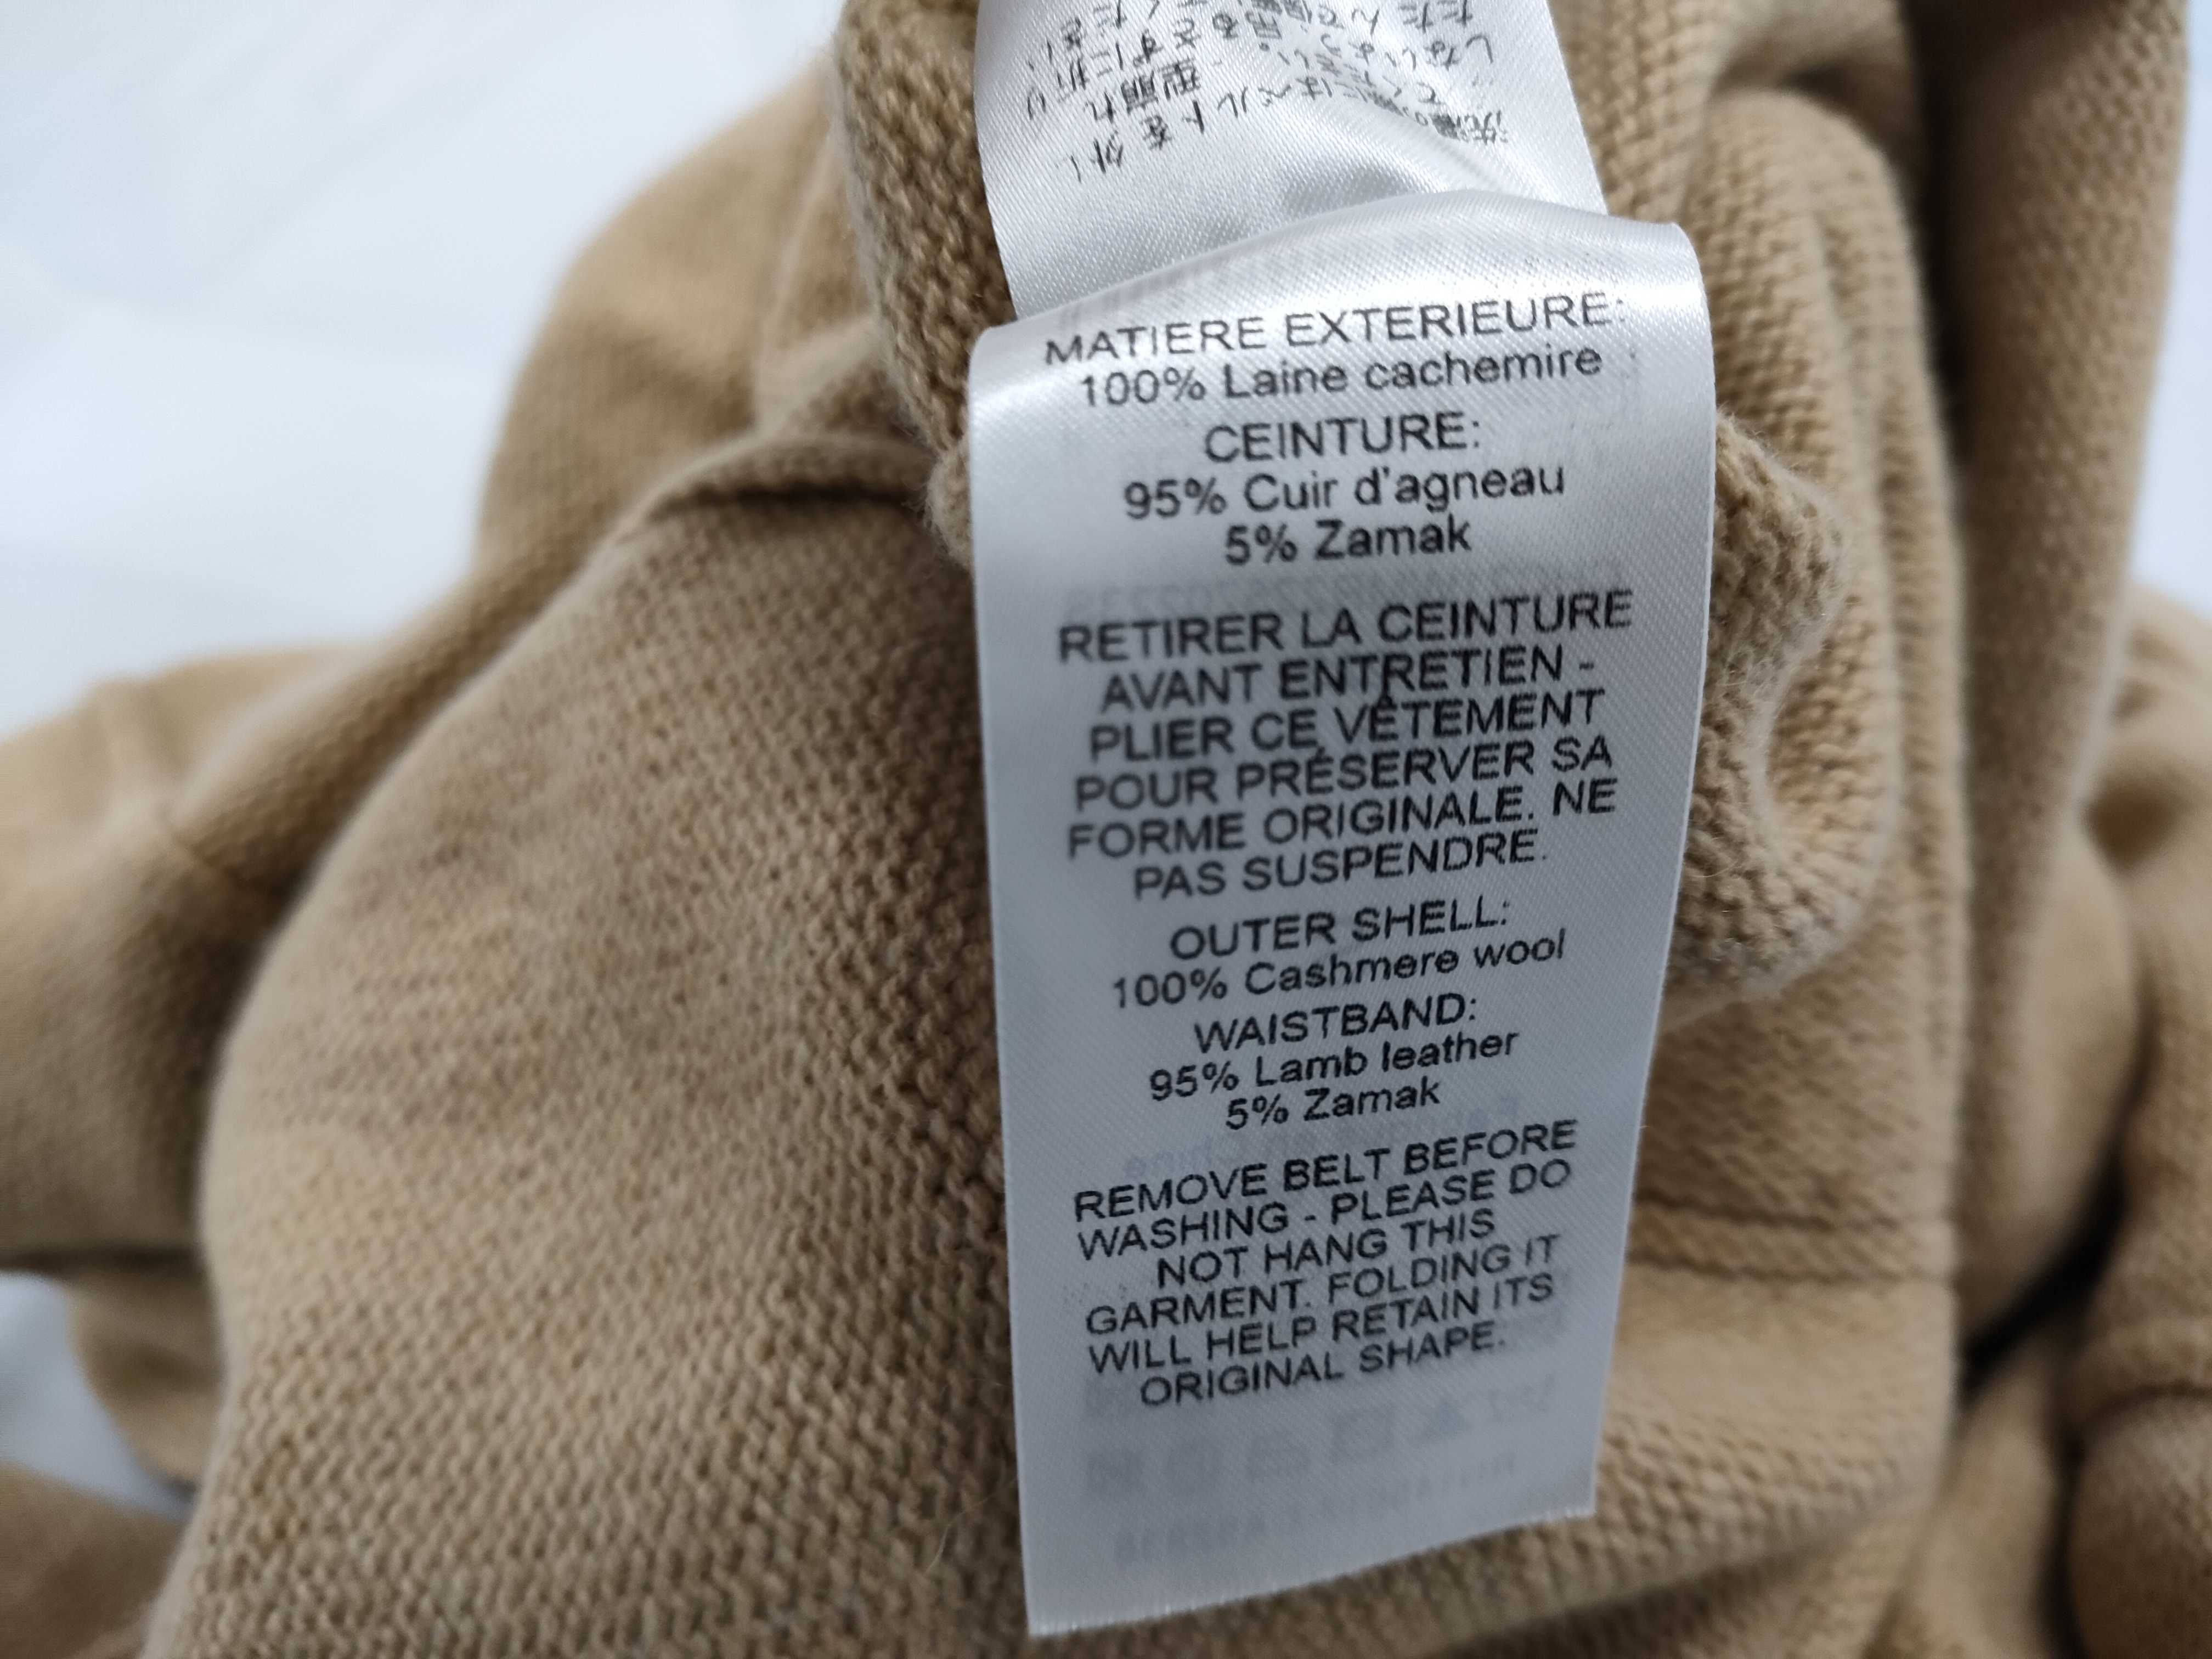 MATIERE EXTERIEURE:
100% Laine cachemire
CEINTURE:
95% Cuir d'agneau
5% Zamak
RETIRER LA CEINTURE
AVANT ENTRETIEN -
PLIER CE VÊTEMENT
POUR PRÉSERVER SA
FORME ORIGINALE. NE
PAS SUSPENDRE.
OUTER SHELL:
100% Cashmere wool
WAISTBAND:
95% Lamb leather
5% Zamak
REMOVE BELT BEFORE
WASHING - PLEASE DO
NOT HANG THIS
GARMENT. FOLDING IT
WILL HELP RETAIN ITS
ORIGINAL SHAPE.